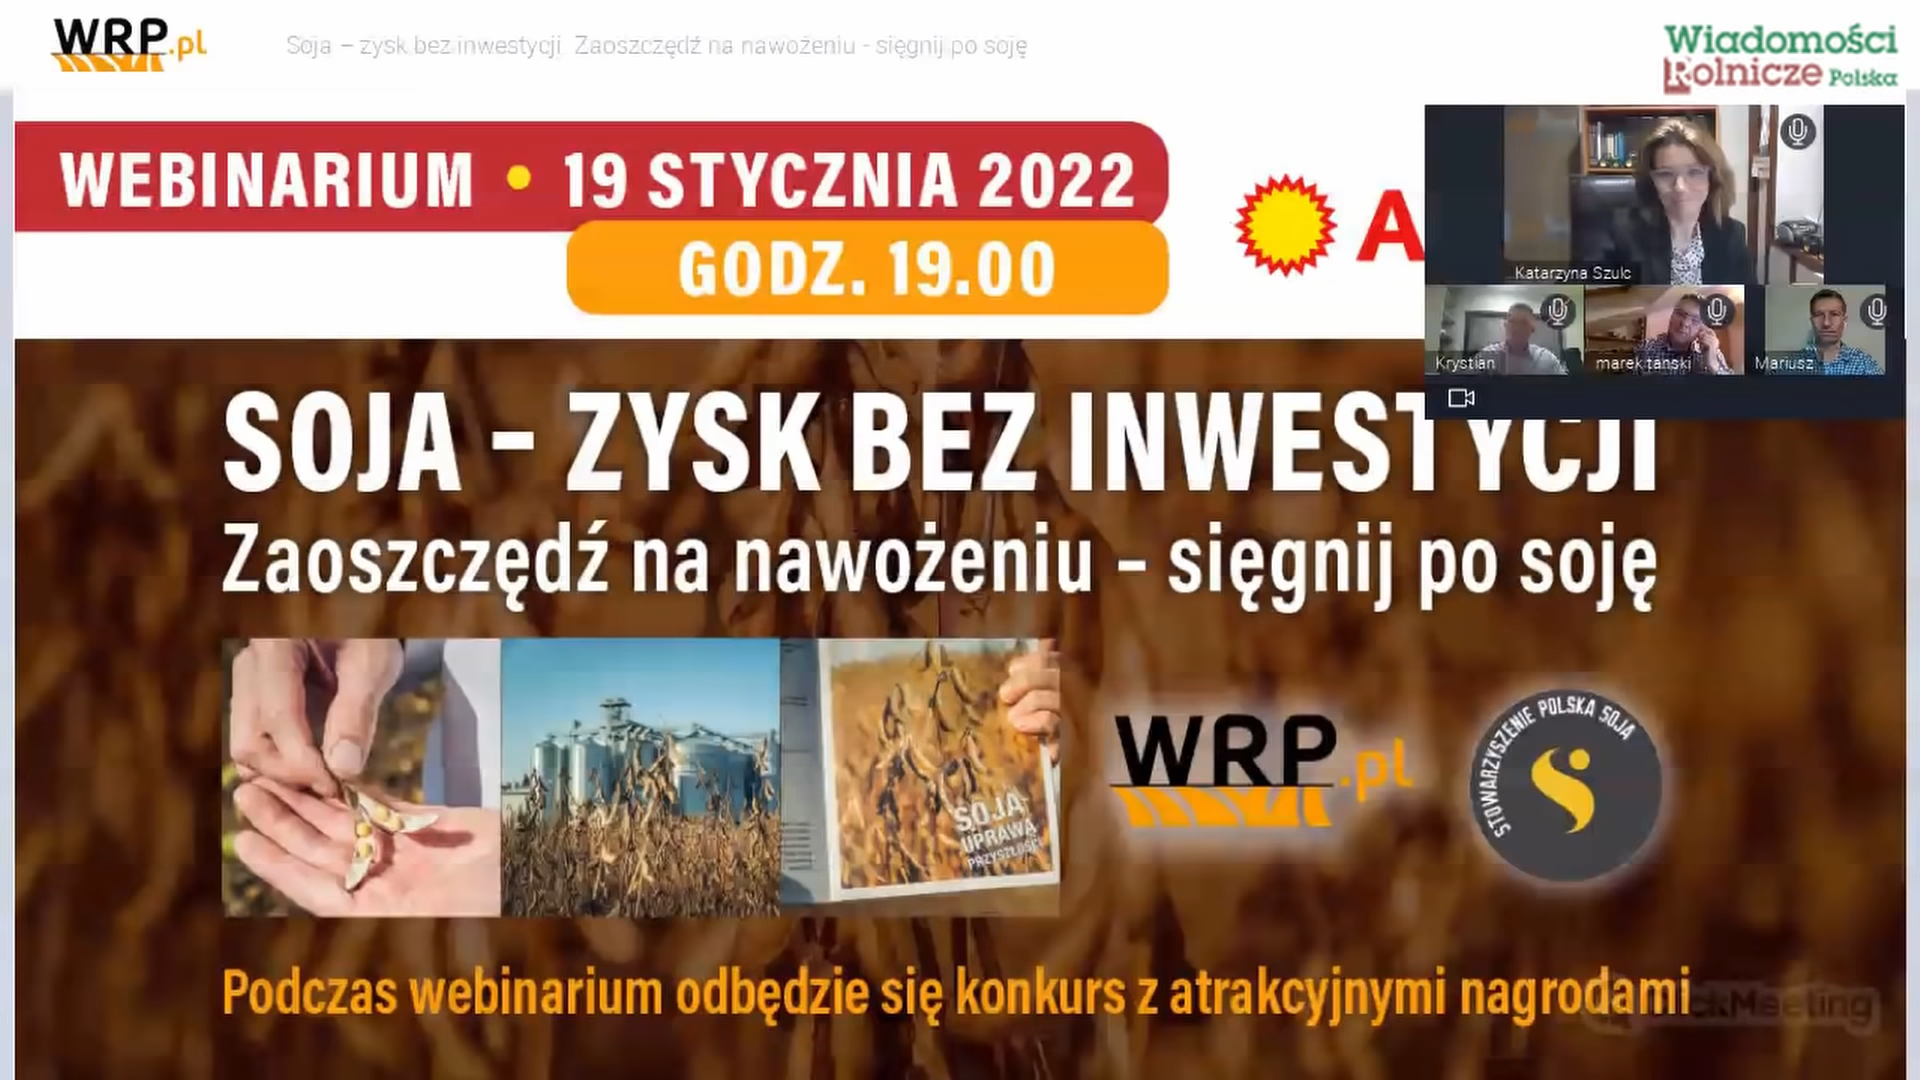 WRP.pl
Soja – zysk bez inwestycji Zaoszczędź na nawożeniu - sięgnij po soję
Wiadomości
Rolnicze Polska
WEBINARIUM • 19 STYCZNIA 2022
GODZ. 19.00
A
Katarzyna Szulc
Krystian
marek tański
Mariusz
SOJA – ZYSK BEZ INWESTYCJI
Zaoszczędź na nawożeniu – sięgnij po soję
SOJA
UPRAWA
PRZYSZŁOŚCI
WRP.pl
STOWARZYSZENIE POLSKA SOJA
Podczas webinarium odbędzie się konkurs z atrakcyjnymi nagrodami
ClickMeeting